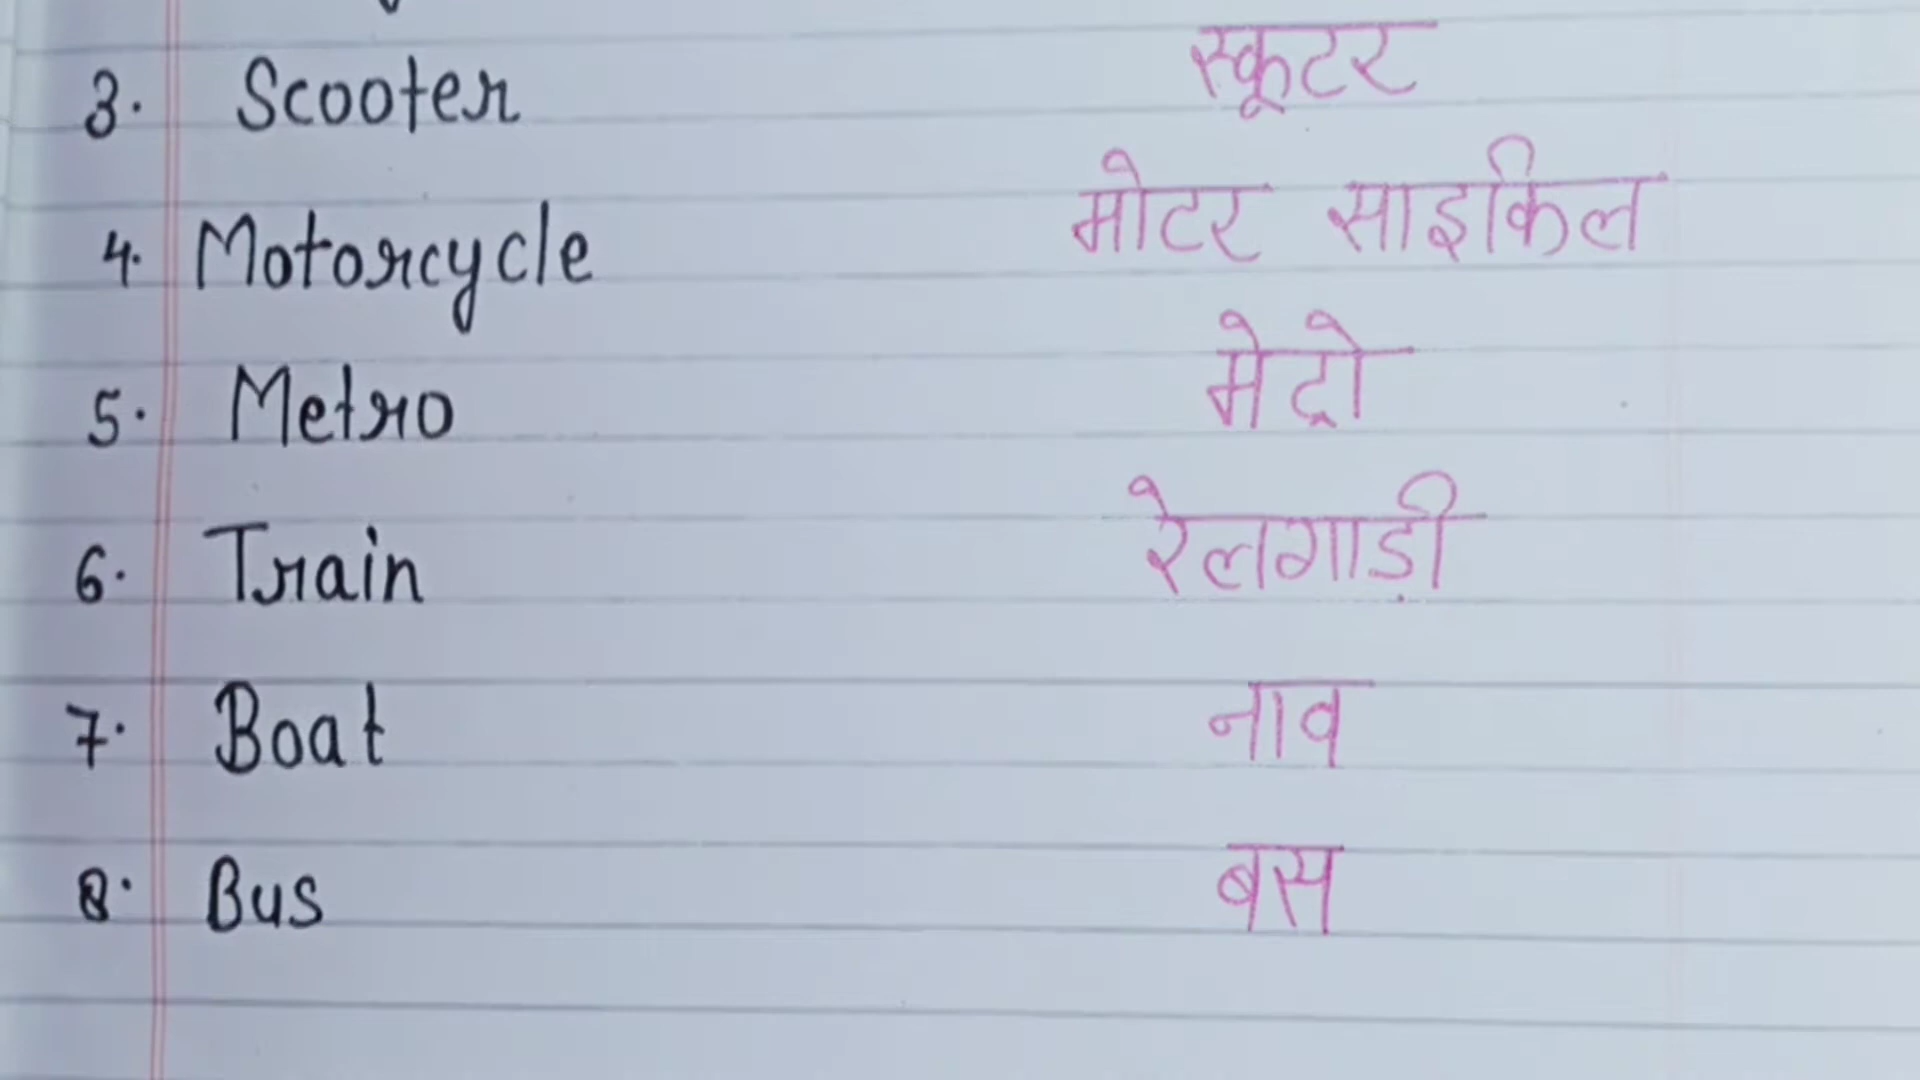 3. Scooter स्कूटर
4. Motorcycle मोटर साइकिल
5. Metro मेट्रो
6. Train रेलगाड़ी
7. Boat नाव
8. Bus बस